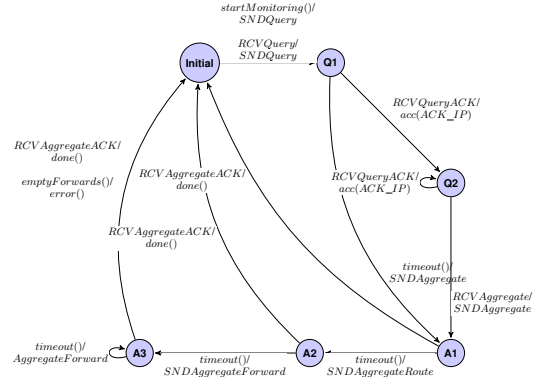 startMonitoring()/
SNDQuery
RCVQuery/
SNDQuery
Initial
Q1
RCVQueryACK/
acc(ACK_IP)
RCVAggregateACK/
done()
RCVAggregateACK/
done()
RCVQueryACK/
acc(ACK_IP)
Q2
emptyForwards()/
error()
RCVAggregateACK/
done()
timeout()/
SNDAggregate
RCVAggregate/
SNDAggregate
timeout()/
AggregateForward
A3
A2
A1
timeout()/
SNDAggregateForward
timeout()/
SNDAggregateRoute